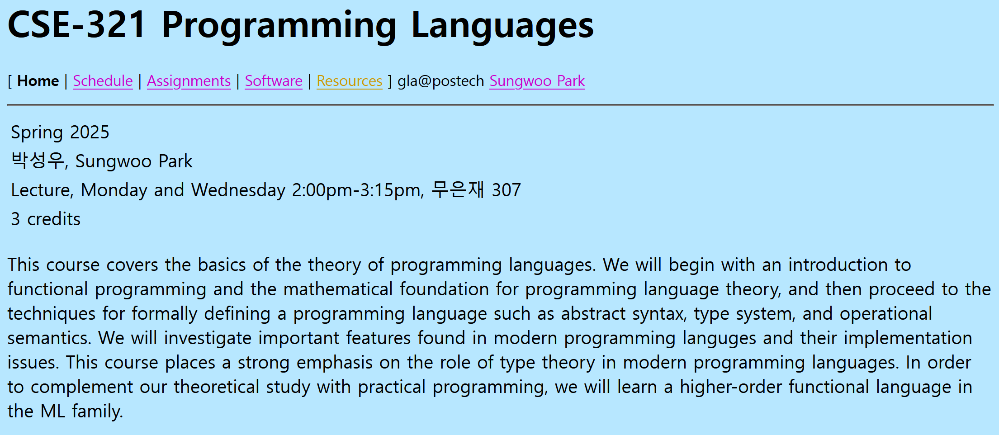 CSE-321 Programming Languages
[ Home | Schedule | Assignments | Software | Resources ] gla@postech Sungwoo Park
Spring 2025
박성우, Sungwoo Park
Lecture, Monday and Wednesday 2:00pm-3:15pm, 무은재 307
3 credits
This course covers the basics of the theory of programming languages. We will begin with an introduction to
functional programming and the mathematical foundation for programming language theory, and then proceed to the
techniques for formally defining a programming language such as abstract syntax, type system, and operational
semantics. We will investigate important features found in modern programming languges and their implementation
issues. This course places a strong emphasis on the role of type theory in modern programming languages. In order
to complement our theoretical study with practical programming, we will learn a higher-order functional language in
the ML family.